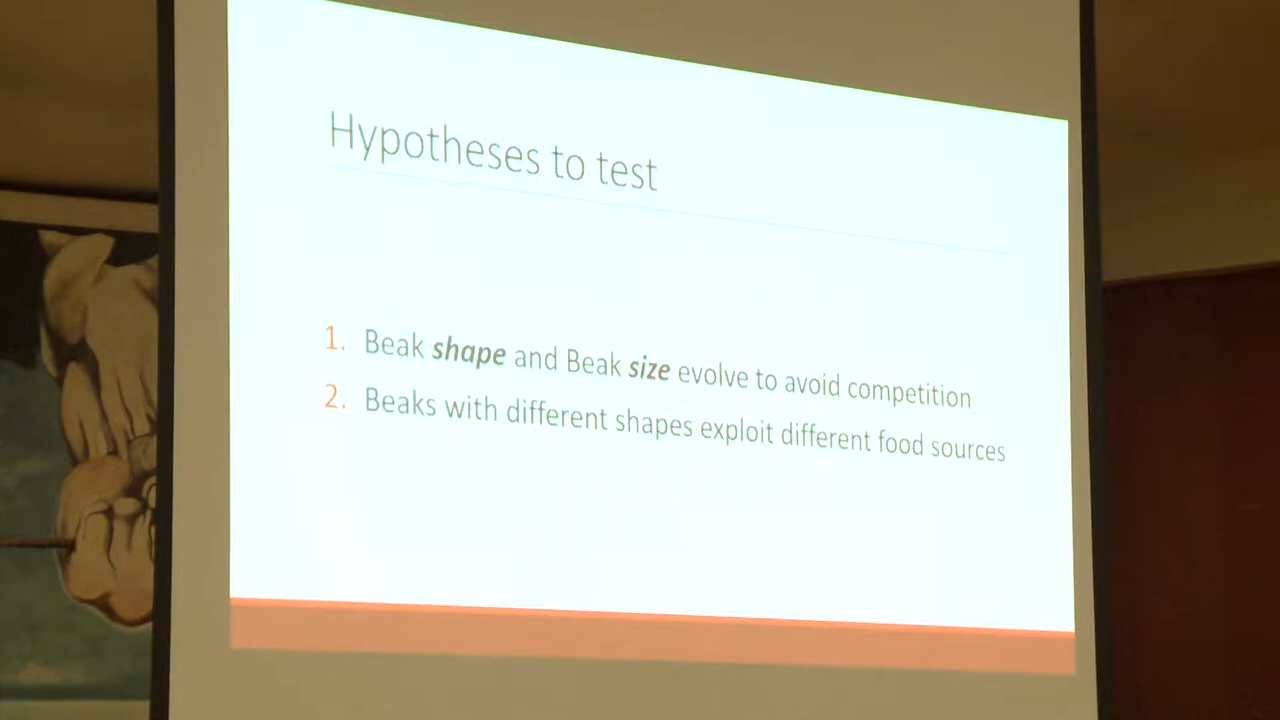 Hypotheses to test
1. Beak shape and Beak size evolve to avoid competition
2. Beaks with different shapes exploit different food sources